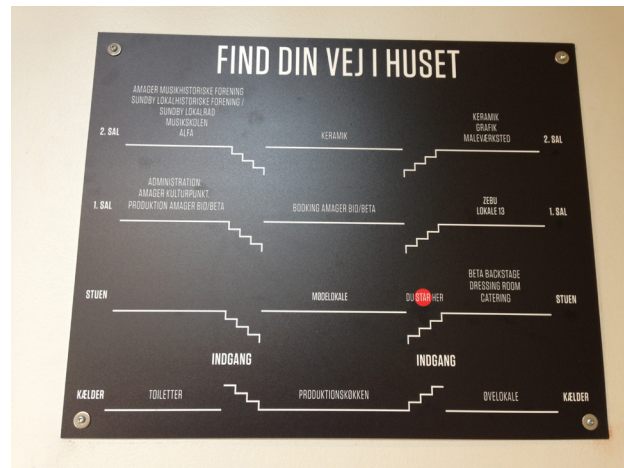 FIND DIN VEJ I HUSET
AMAGER MUSIKHISTORISKE FORENING
SUNDBY LOKALHISTORISKE FORENING /
SUNDBY LOKALRÅD
MUSIKSKOLEN
ALFA
2. SAL
KERAMIK
KERAMIK
GRAFIK
MALEVÆRKSTED
2. SAL
ADMINISTRATION:
AMAGER KULTURPUNKT,
PRODUKTION AMAGER BIO/BETA
1. SAL
BOOKING AMAGER BIO/BETA
ZEBU
LOKALE 13
1. SAL
STUEN
MØDELOKALE
DU STÅR HER
BETA BACKSTAGE
DRESSING ROOM
CATERING
STUEN
INDGANG
INDGANG
KÆLDER
TOILETTER
PRODUKTIONSKØKKEN
ØVELOKALE
KÆLDER